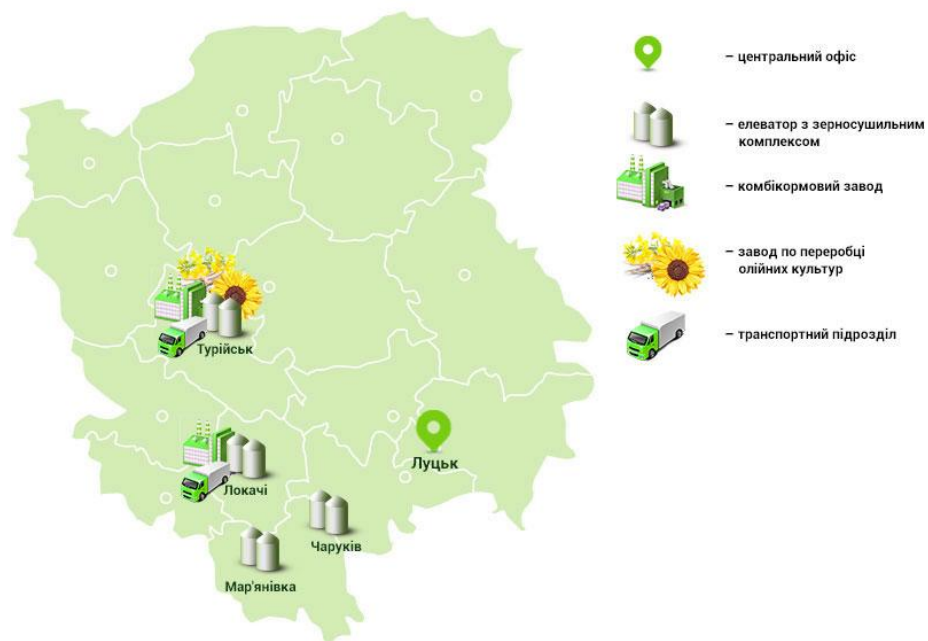 – центральний офіс
– елеватор з зерносушильним
комплексом
– комбікормовий завод
– завод по переробці
олійних культур
– транспортний підрозділ
Турійськ
Луцьк
Локачі
Чаруків
Мар'янівка